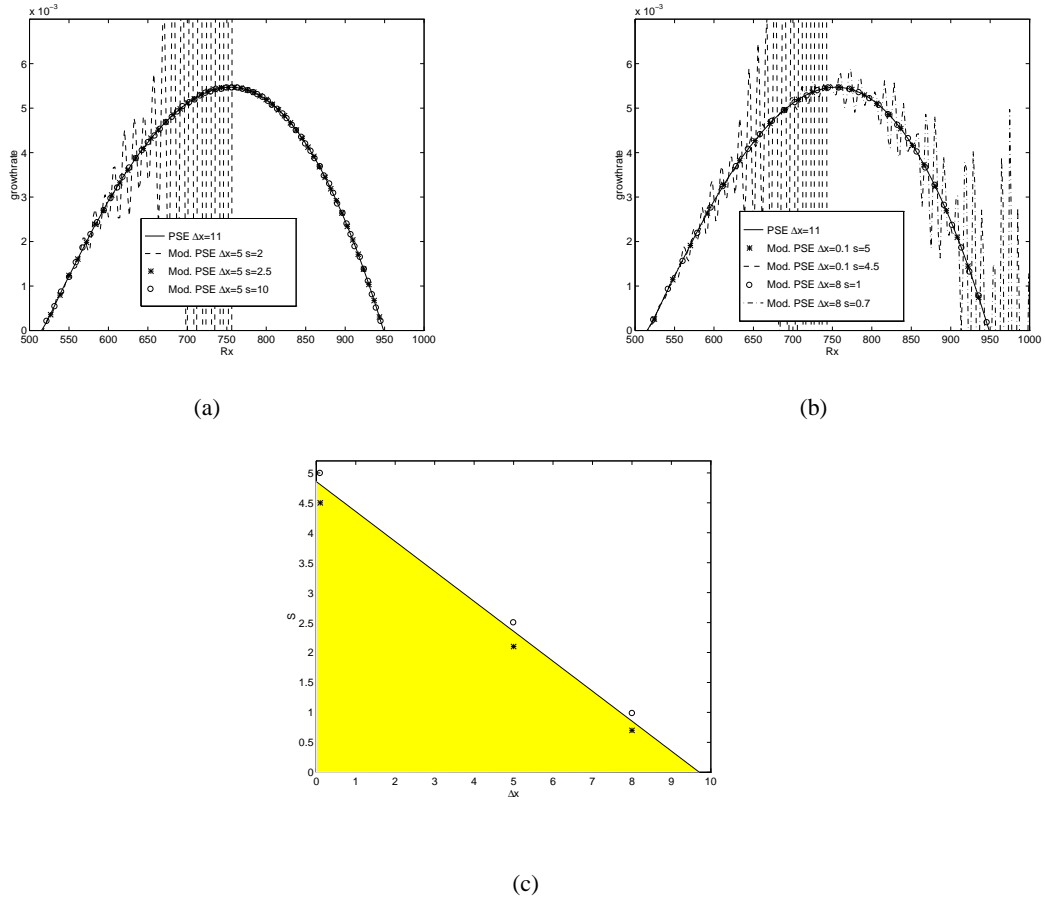 x 10⁻³
6
5
4
3
2
1
0
growthrate
PSE Δx=11
Mod. PSE Δx=5 s=2
Mod. PSE Δx=5 s=2.5
Mod. PSE Δx=5 s=10
500 550 600 650 700 750 800 850 900 950 1000
Rx
(a)
x 10⁻³
6
5
4
3
2
1
0
growthrate
PSE Δx=11
Mod. PSE Δx=0.1 s=5
Mod. PSE Δx=0.1 s=4.5
Mod. PSE Δx=8 s=1
Mod. PSE Δx=8 s=0.7
500 550 600 650 700 750 800 850 900 950 1000
Rx
(b)
5
4.5
4
3.5
3
2.5
2
1.5
1
0.5
0
S
0 1 2 3 4 5 6 7 8 9 10
Δx
(c)